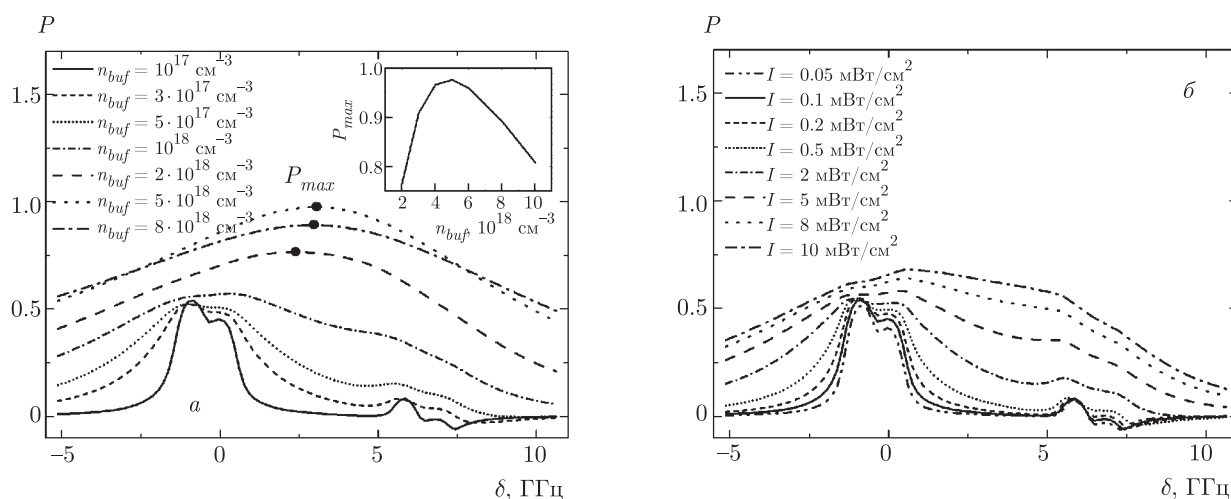 P
1.5
1.0
0.5
0
n_buf = 10^17 см^−3
n_buf = 3 · 10^17 см^−3
n_buf = 5 · 10^17 см^−3
n_buf = 10^18 см^−3
n_buf = 2 · 10^18 см^−3
n_buf = 5 · 10^18 см^−3
n_buf = 8 · 10^18 см^−3
P_max
1.0
0.9
0.8
P_max
2 4 6 8 10
n_buf, 10^18 см^−3
а
−5 0 5 10
δ, ГГц
P
1.5
1.0
0.5
0
I = 0.05 мВт/см^2
I = 0.1 мВт/см^2
I = 0.2 мВт/см^2
I = 0.5 мВт/см^2
I = 2 мВт/см^2
I = 5 мВт/см^2
I = 8 мВт/см^2
I = 10 мВт/см^2
б
−5 0 5 10
δ, ГГц